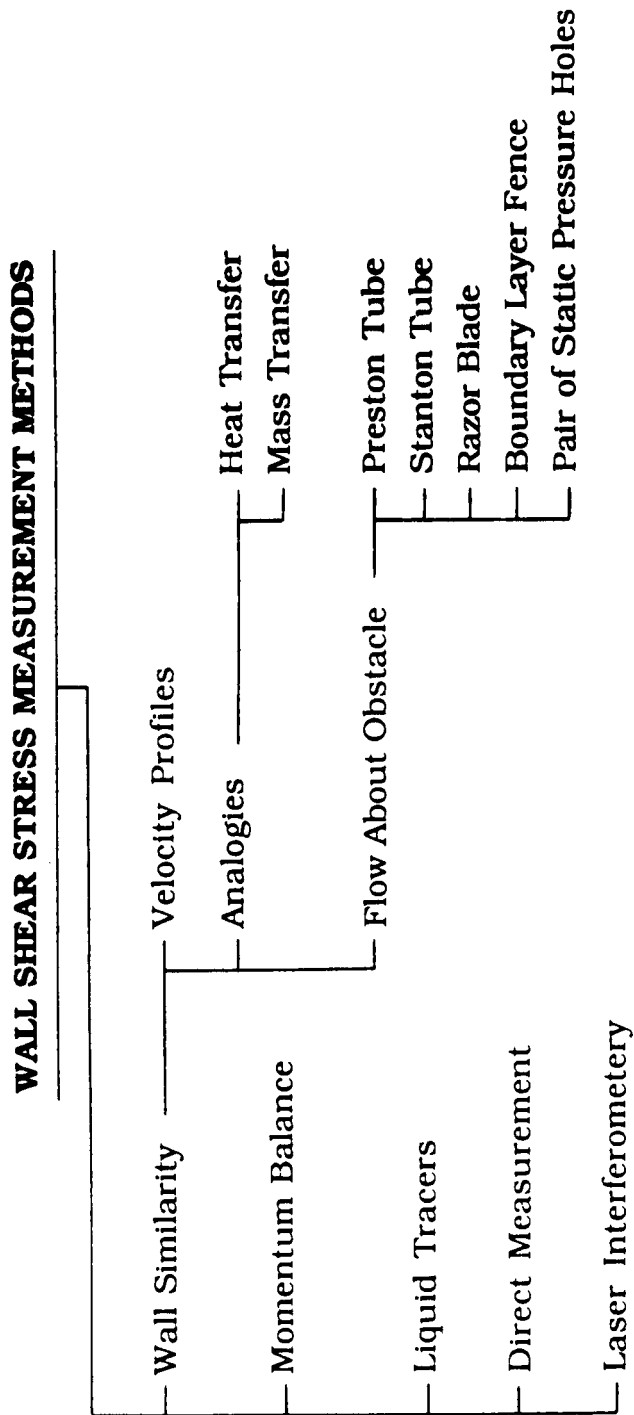 WALL SHEAR STRESS MEASUREMENT METHODS
Wall Similarity
Velocity Profiles
Analogies
Heat Transfer
Mass Transfer
Flow About Obstacle
Preston Tube
Stanton Tube
Razor Blade
Boundary Layer Fence
Pair of Static Pressure Holes
Momentum Balance
Liquid Tracers
Direct Measurement
Laser Interferometery